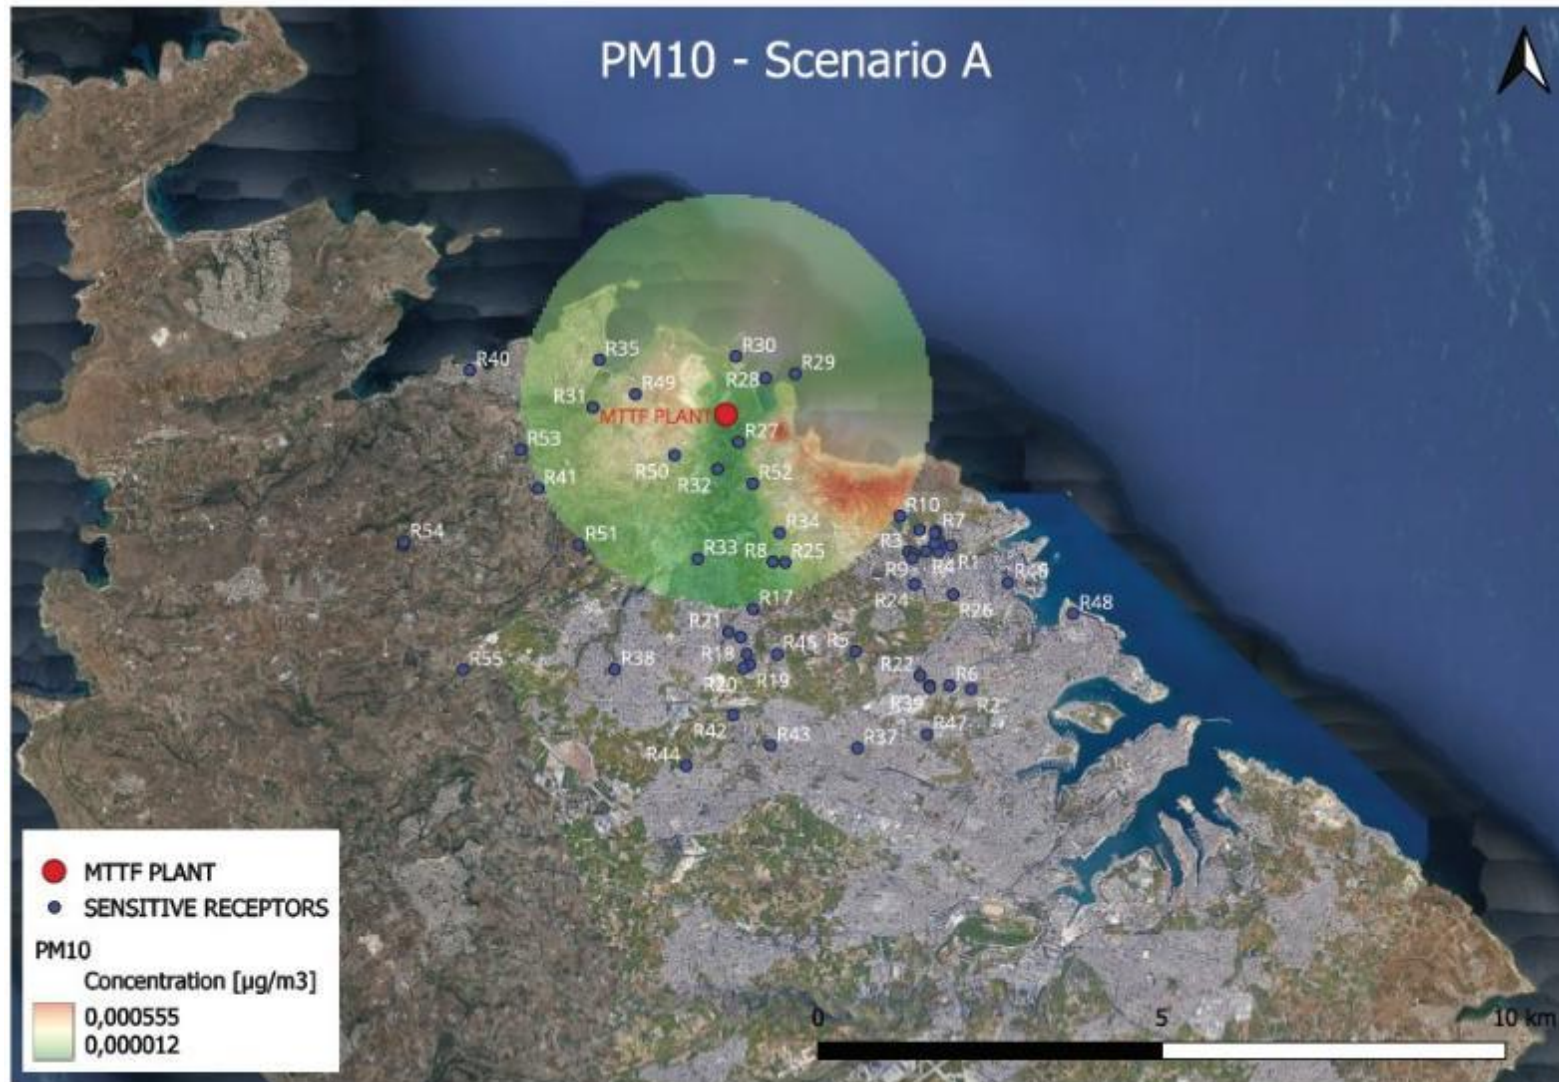 PM10 - Scenario A
R30
R35
R29
R40
R28
R49
R31
MTTF PLANT
R27
R53
R50
R52
R32
R41
R10
R7
R54
R51
R34
R3
R33
R8
R25
R1
R9
R4
R24
R26
R17
R48
R21
R5
R18
R45
R22
R55
R38
R6
R20
R19
R39
R2
R42
R43
R47
R37
R44
MTTF PLANT
SENSITIVE RECEPTORS
PM10
Concentration [µg/m3]
0,000555
0,000012
0
5
10 km